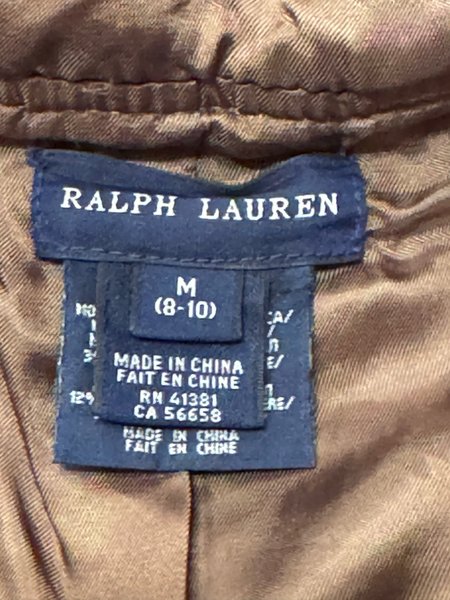 RALPH LAUREN
M
(8-10)
MADE IN CHINA
FAIT EN CHINE
RN 41381
CA 56658
MADE IN CHINA
FAIT EN CHINE